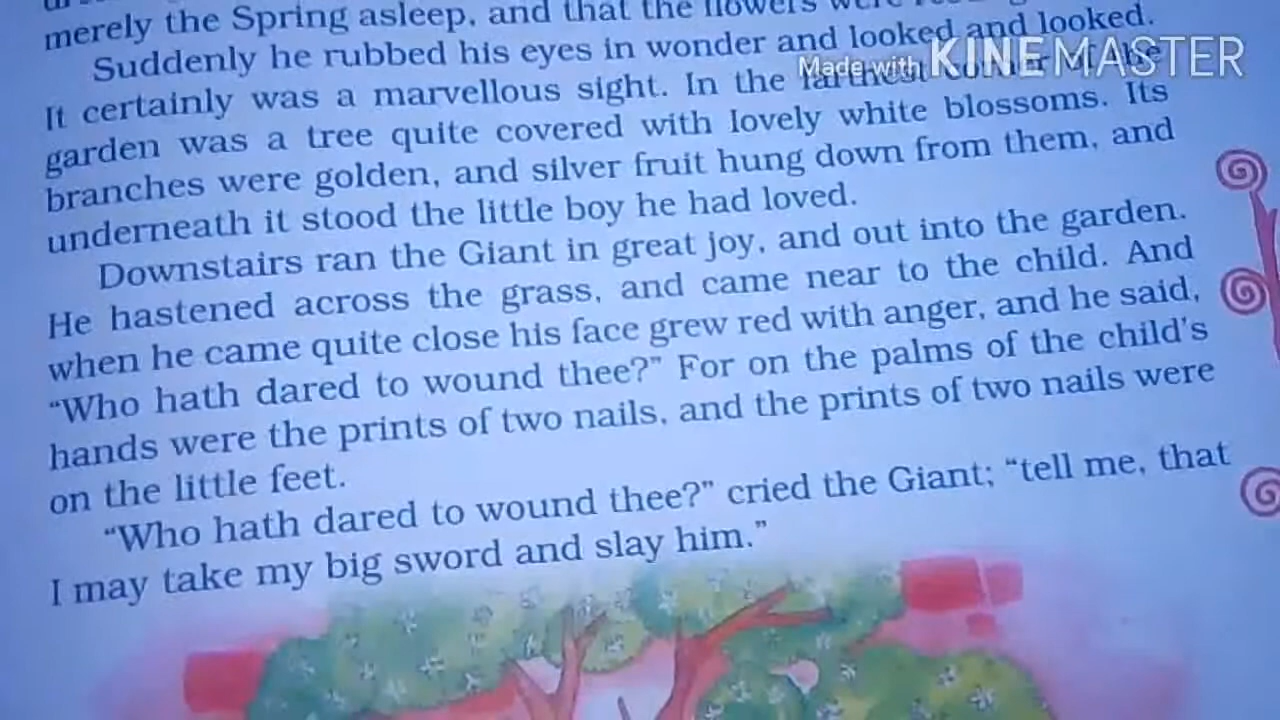 merely the Spring asleep, and that the flowers were
Suddenly he rubbed his eyes in wonder and looked and looked.
Made with KINEMASTER
It certainly was a marvellous sight. In the farthest corner of the
garden was a tree quite covered with lovely white blossoms. Its
branches were golden, and silver fruit hung down from them, and
underneath it stood the little boy he had loved.
Downstairs ran the Giant in great joy, and out into the garden.
He hastened across the grass, and came near to the child. And
when he came quite close his face grew red with anger, and he said,
“Who hath dared to wound thee?” For on the palms of the child's
hands were the prints of two nails, and the prints of two nails were
on the little feet.
“Who hath dared to wound thee?” cried the Giant; “tell me, that
I may take my big sword and slay him.”